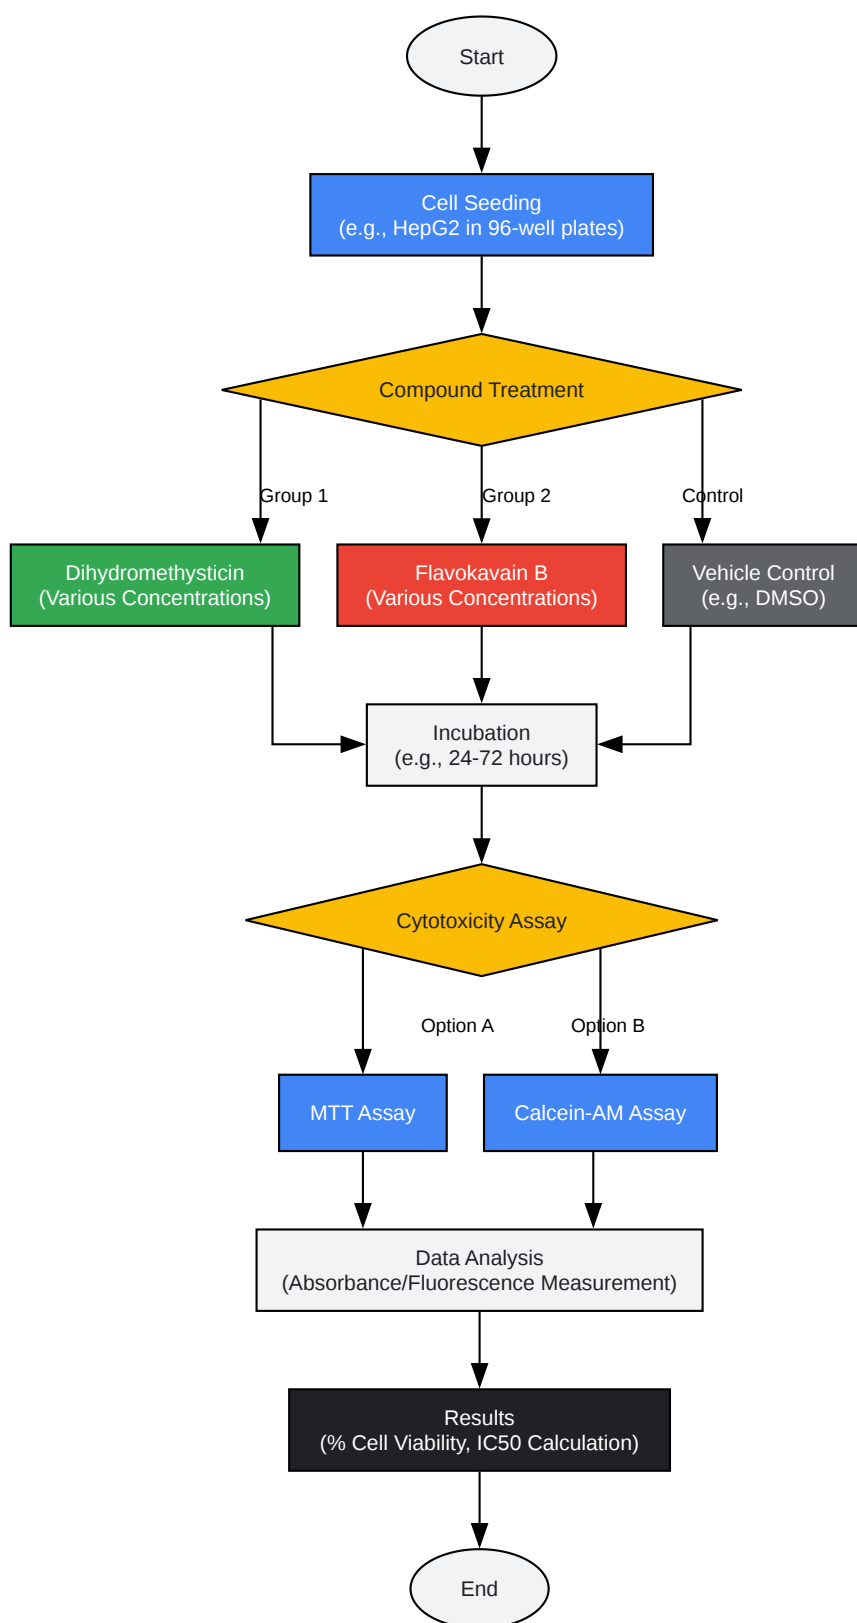 Start
Cell Seeding
(e.g., HepG2 in 96-well plates)
Compound Treatment
Group 1
Group 2
Control
Dihydromethysticin
(Various Concentrations)
Flavokavain B
(Various Concentrations)
Vehicle Control
(e.g., DMSO)
Incubation
(e.g., 24-72 hours)
Cytotoxicity Assay
Option A
Option B
MTT Assay
Calcein-AM Assay
Data Analysis
(Absorbance/Fluorescence Measurement)
Results
(% Cell Viability, IC50 Calculation)
End